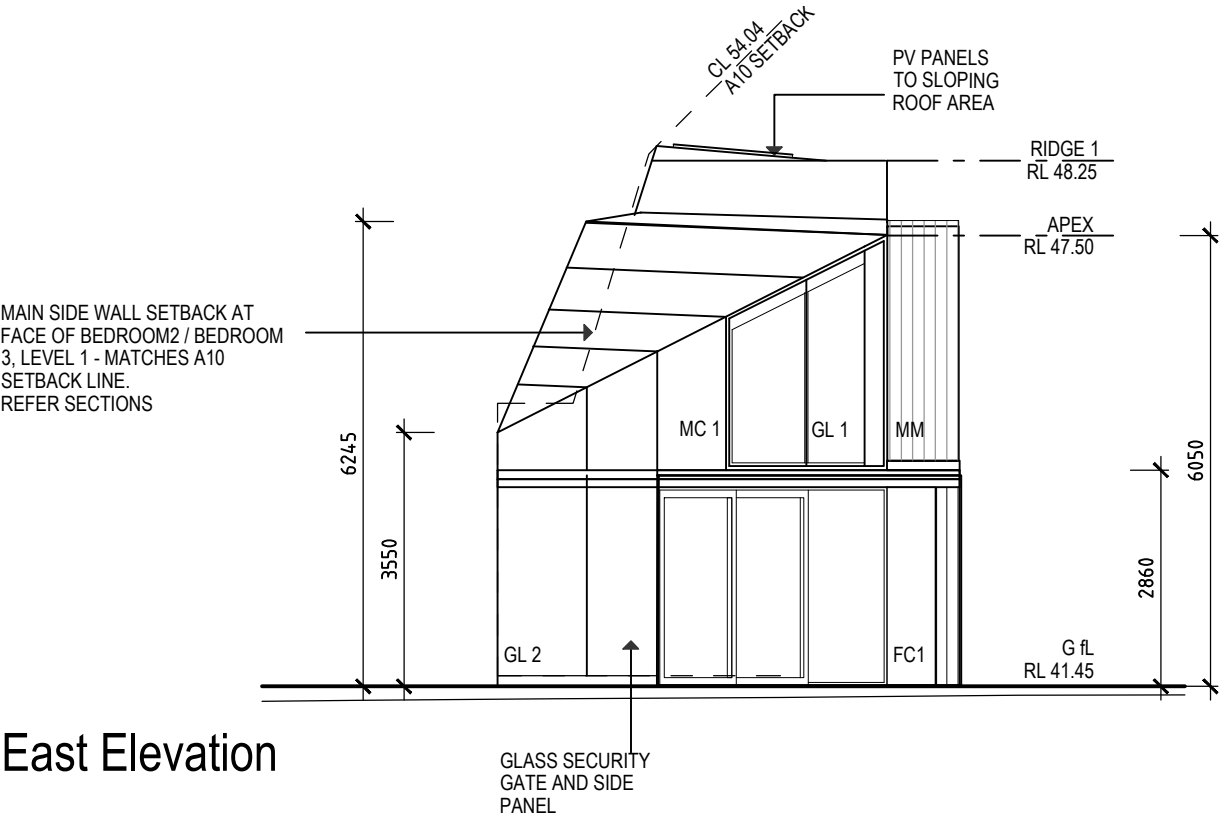 CL 54.04
A10 SETBACK
PV PANELS
TO SLOPING
ROOF AREA
RIDGE 1
RL 48.25
APEX
RL 47.50
MAIN SIDE WALL SETBACK AT
FACE OF BEDROOM2 / BEDROOM
3, LEVEL 1 - MATCHES A10
SETBACK LINE.
REFER SECTIONS
MC 1
GL 1
MM
6245
6050
3550
2860
GL 2
FC1
G fL
RL 41.45
East Elevation
GLASS SECURITY
GATE AND SIDE
PANEL